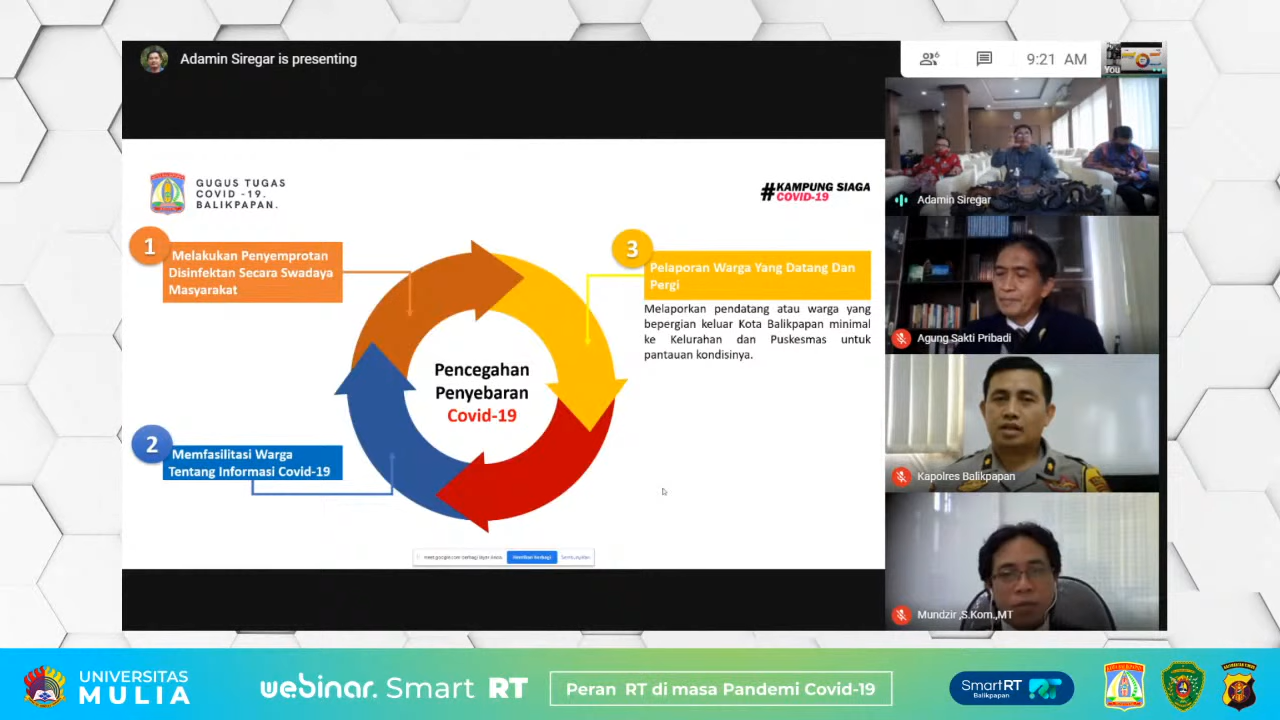 Adamin Siregar is presenting
6
9:21 AM
You
GUGUS TUGAS
COVID -19.
BALIKPAPAN.
#KAMPUNG SIAGA
COVID-19
1
Melakukan Penyemprotan
Disinfektan Secara Swadaya
Masyarakat
2
Memfasilitasi Warga
Tentang Informasi Covid-19
Pencegahan
Penyebaran
Covid-19
3
Pelaporan Warga Yang Datang Dan
Pergi
Melaporkan pendatang atau warga yang
bepergian keluar Kota Balikpapan minimal
ke Kelurahan dan Puskesmas untuk
pantauan kondisinya.
Adamin Siregar
Agung Sakti Pribadi
Kapolres Balikpapan
Mundzir ,S.Kom.,MT
UNIVERSITAS
MULIA
webinar. Smart RT
Peran RT di masa Pandemi Covid-19
SmartRT
Balikpapan
RT